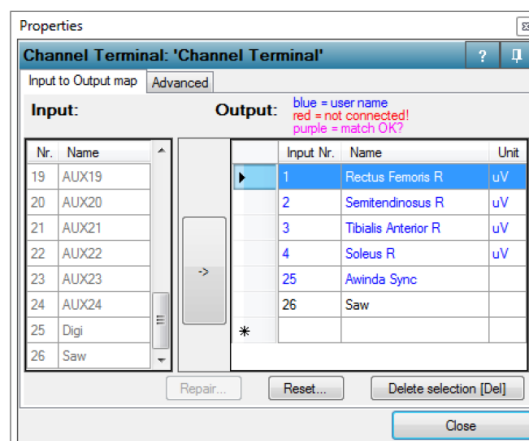 Properties
Channel Terminal: 'Channel Terminal' ?
Input to Output map Advanced
Input: Output: blue = user name
red = not connected!
purple = match OK?
Nr. Name Input Nr. Name Unit
19 AUX19 1 Rectus Femoris R uV
20 AUX20 2 Semitendinosus R uV
21 AUX21 3 Tibialis Anterior R uV
22 AUX22 4 Soleus R uV
23 AUX23 -> 25 Awinda Sync
24 AUX24 26 Saw
25 Digi *
26 Saw
Repair... Reset... Delete selection [Del]
Close